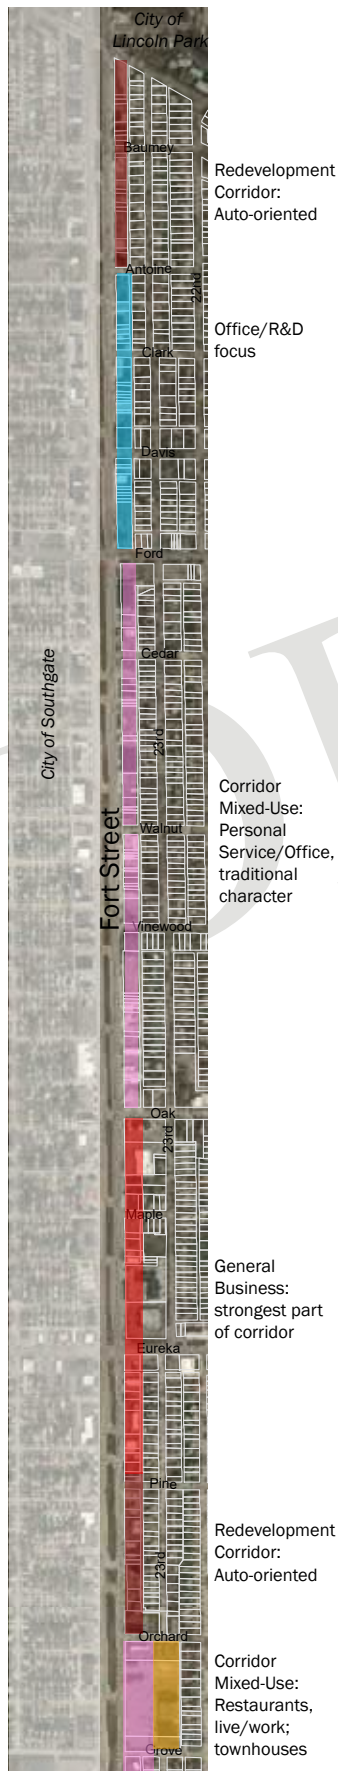 City of
Lincoln Park
Baumey
Redevelopment
Corridor:
Auto-oriented
Antoine
22nd
Office/R&D
focus
Clark
Davis
Ford
Cedar
City of Southgate
23rd
Corridor
Mixed-Use:
Personal
Service/Office,
traditional
character
Fort Street
Walnut
Vinewood
Oak
23rd
Maple
General
Business:
strongest part
of corridor
Eureka
Pine
Redevelopment
Corridor:
Auto-oriented
23rd
Orchard
Corridor
Mixed-Use:
Restaurants,
live/work;
townhouses
Grove